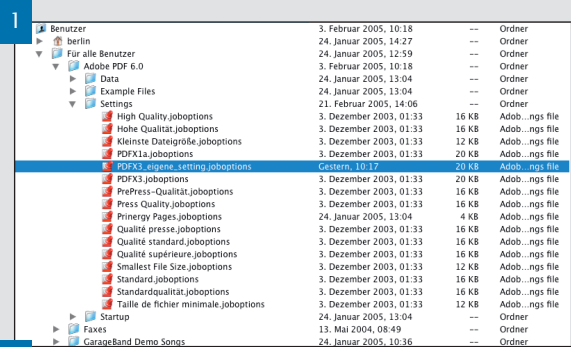 1
Benutzer 3. Februar 2005, 10:18 -- Ordner
berlin 24. Januar 2005, 14:27 -- Ordner
Für alle Benutzer 24. Januar 2005, 12:59 -- Ordner
Adobe PDF 6.0 3. Februar 2005, 10:18 -- Ordner
Data 24. Januar 2005, 13:04 -- Ordner
Example Files 24. Januar 2005, 13:04 -- Ordner
Settings 21. Februar 2005, 14:06 -- Ordner
High Quality.joboptions 3. Dezember 2003, 01:33 16 KB Adob...ngs file
Hohe Qualität.joboptions 3. Dezember 2003, 01:33 16 KB Adob...ngs file
Kleinste Dateigröße.joboptions 3. Dezember 2003, 01:33 12 KB Adob...ngs file
PDFX1a.joboptions 3. Dezember 2003, 01:33 20 KB Adob...ngs file
PDFX3_eigene_setting.joboptions Gestern, 10:17 20 KB Adob...ngs file
PDFX3.joboptions 3. Dezember 2003, 01:33 20 KB Adob...ngs file
PrePress-Qualität.joboptions 3. Dezember 2003, 01:33 16 KB Adob...ngs file
Press Quality.joboptions 3. Dezember 2003, 01:33 16 KB Adob...ngs file
Prinergy Pages.joboptions 24. Januar 2005, 13:04 4 KB Adob...ngs file
Qualité presse.joboptions 3. Dezember 2003, 01:33 16 KB Adob...ngs file
Qualité standard.joboptions 3. Dezember 2003, 01:33 16 KB Adob...ngs file
Qualité supérieure.joboptions 3. Dezember 2003, 01:33 16 KB Adob...ngs file
Smallest File Size.joboptions 3. Dezember 2003, 01:33 12 KB Adob...ngs file
Standard.joboptions 3. Dezember 2003, 01:33 16 KB Adob...ngs file
Standardqualität.joboptions 3. Dezember 2003, 01:33 16 KB Adob...ngs file
Taille de fichier minimale.joboptions 3. Dezember 2003, 01:33 12 KB Adob...ngs file
Startup 24. Januar 2005, 13:04 -- Ordner
Faxes 13. Mai 2004, 08:49 -- Ordner
GarageBand Demo Songs 24. Januar 2005, 10:36 -- Ordner